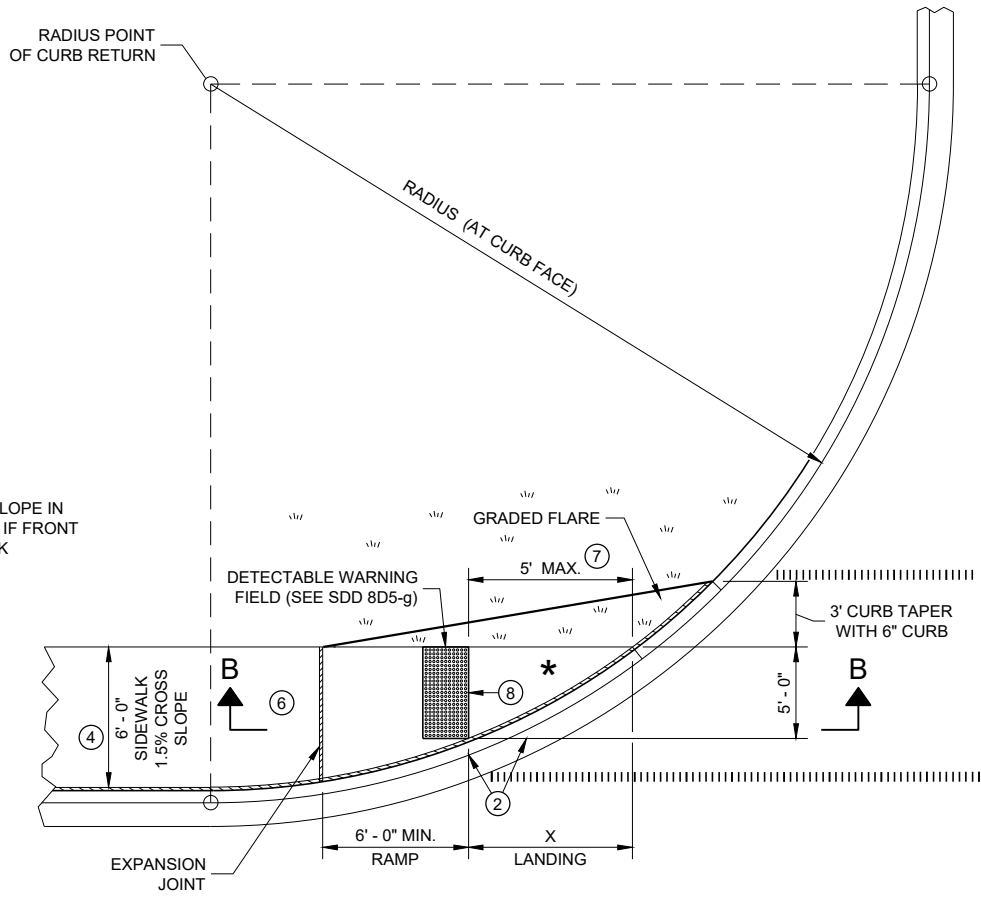 RADIUS POINT
OF CURB RETURN
RADIUS (AT CURB FACE)
LOPE IN
IF FRONT
K
GRADED FLARE
7
5' MAX.
DETECTABLE WARNING
FIELD (SEE SDD 8D5-g)
3' CURB TAPER
WITH 6" CURB
B
B
*
8
6
4
6' - 0"
SIDEWALK
1.5% CROSS
SLOPE
5' - 0"
2
6' - 0" MIN.
RAMP
X
LANDING
EXPANSION
JOINT